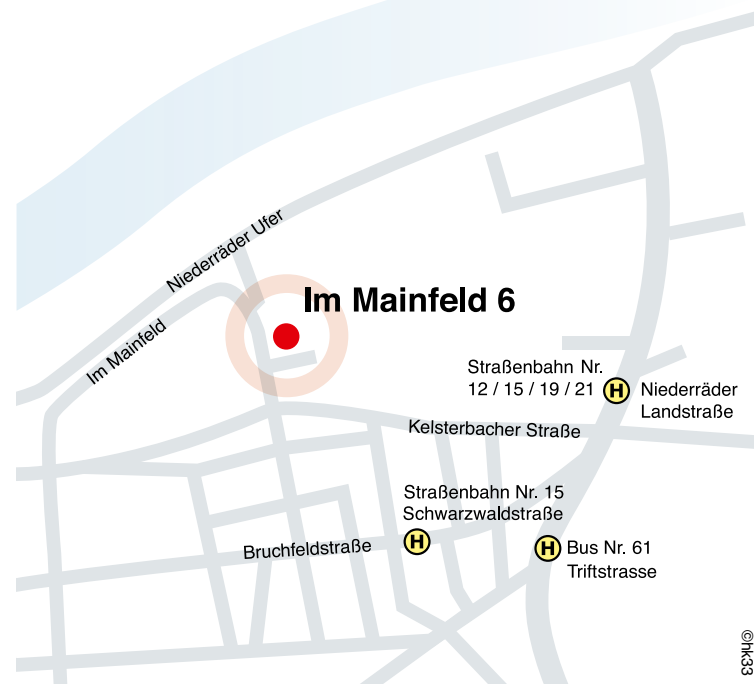 Niederräder Ufer
Im Mainfeld 6
Im Mainfeld
Straßenbahn Nr.
12 / 15 / 19 / 21
H
Niederräder
Landstraße
Kelsterbacher Straße
Straßenbahn Nr. 15
Schwarzwaldstraße
H
Bruchfeldstraße
H
Bus Nr. 61
Triftstrasse
©hk33